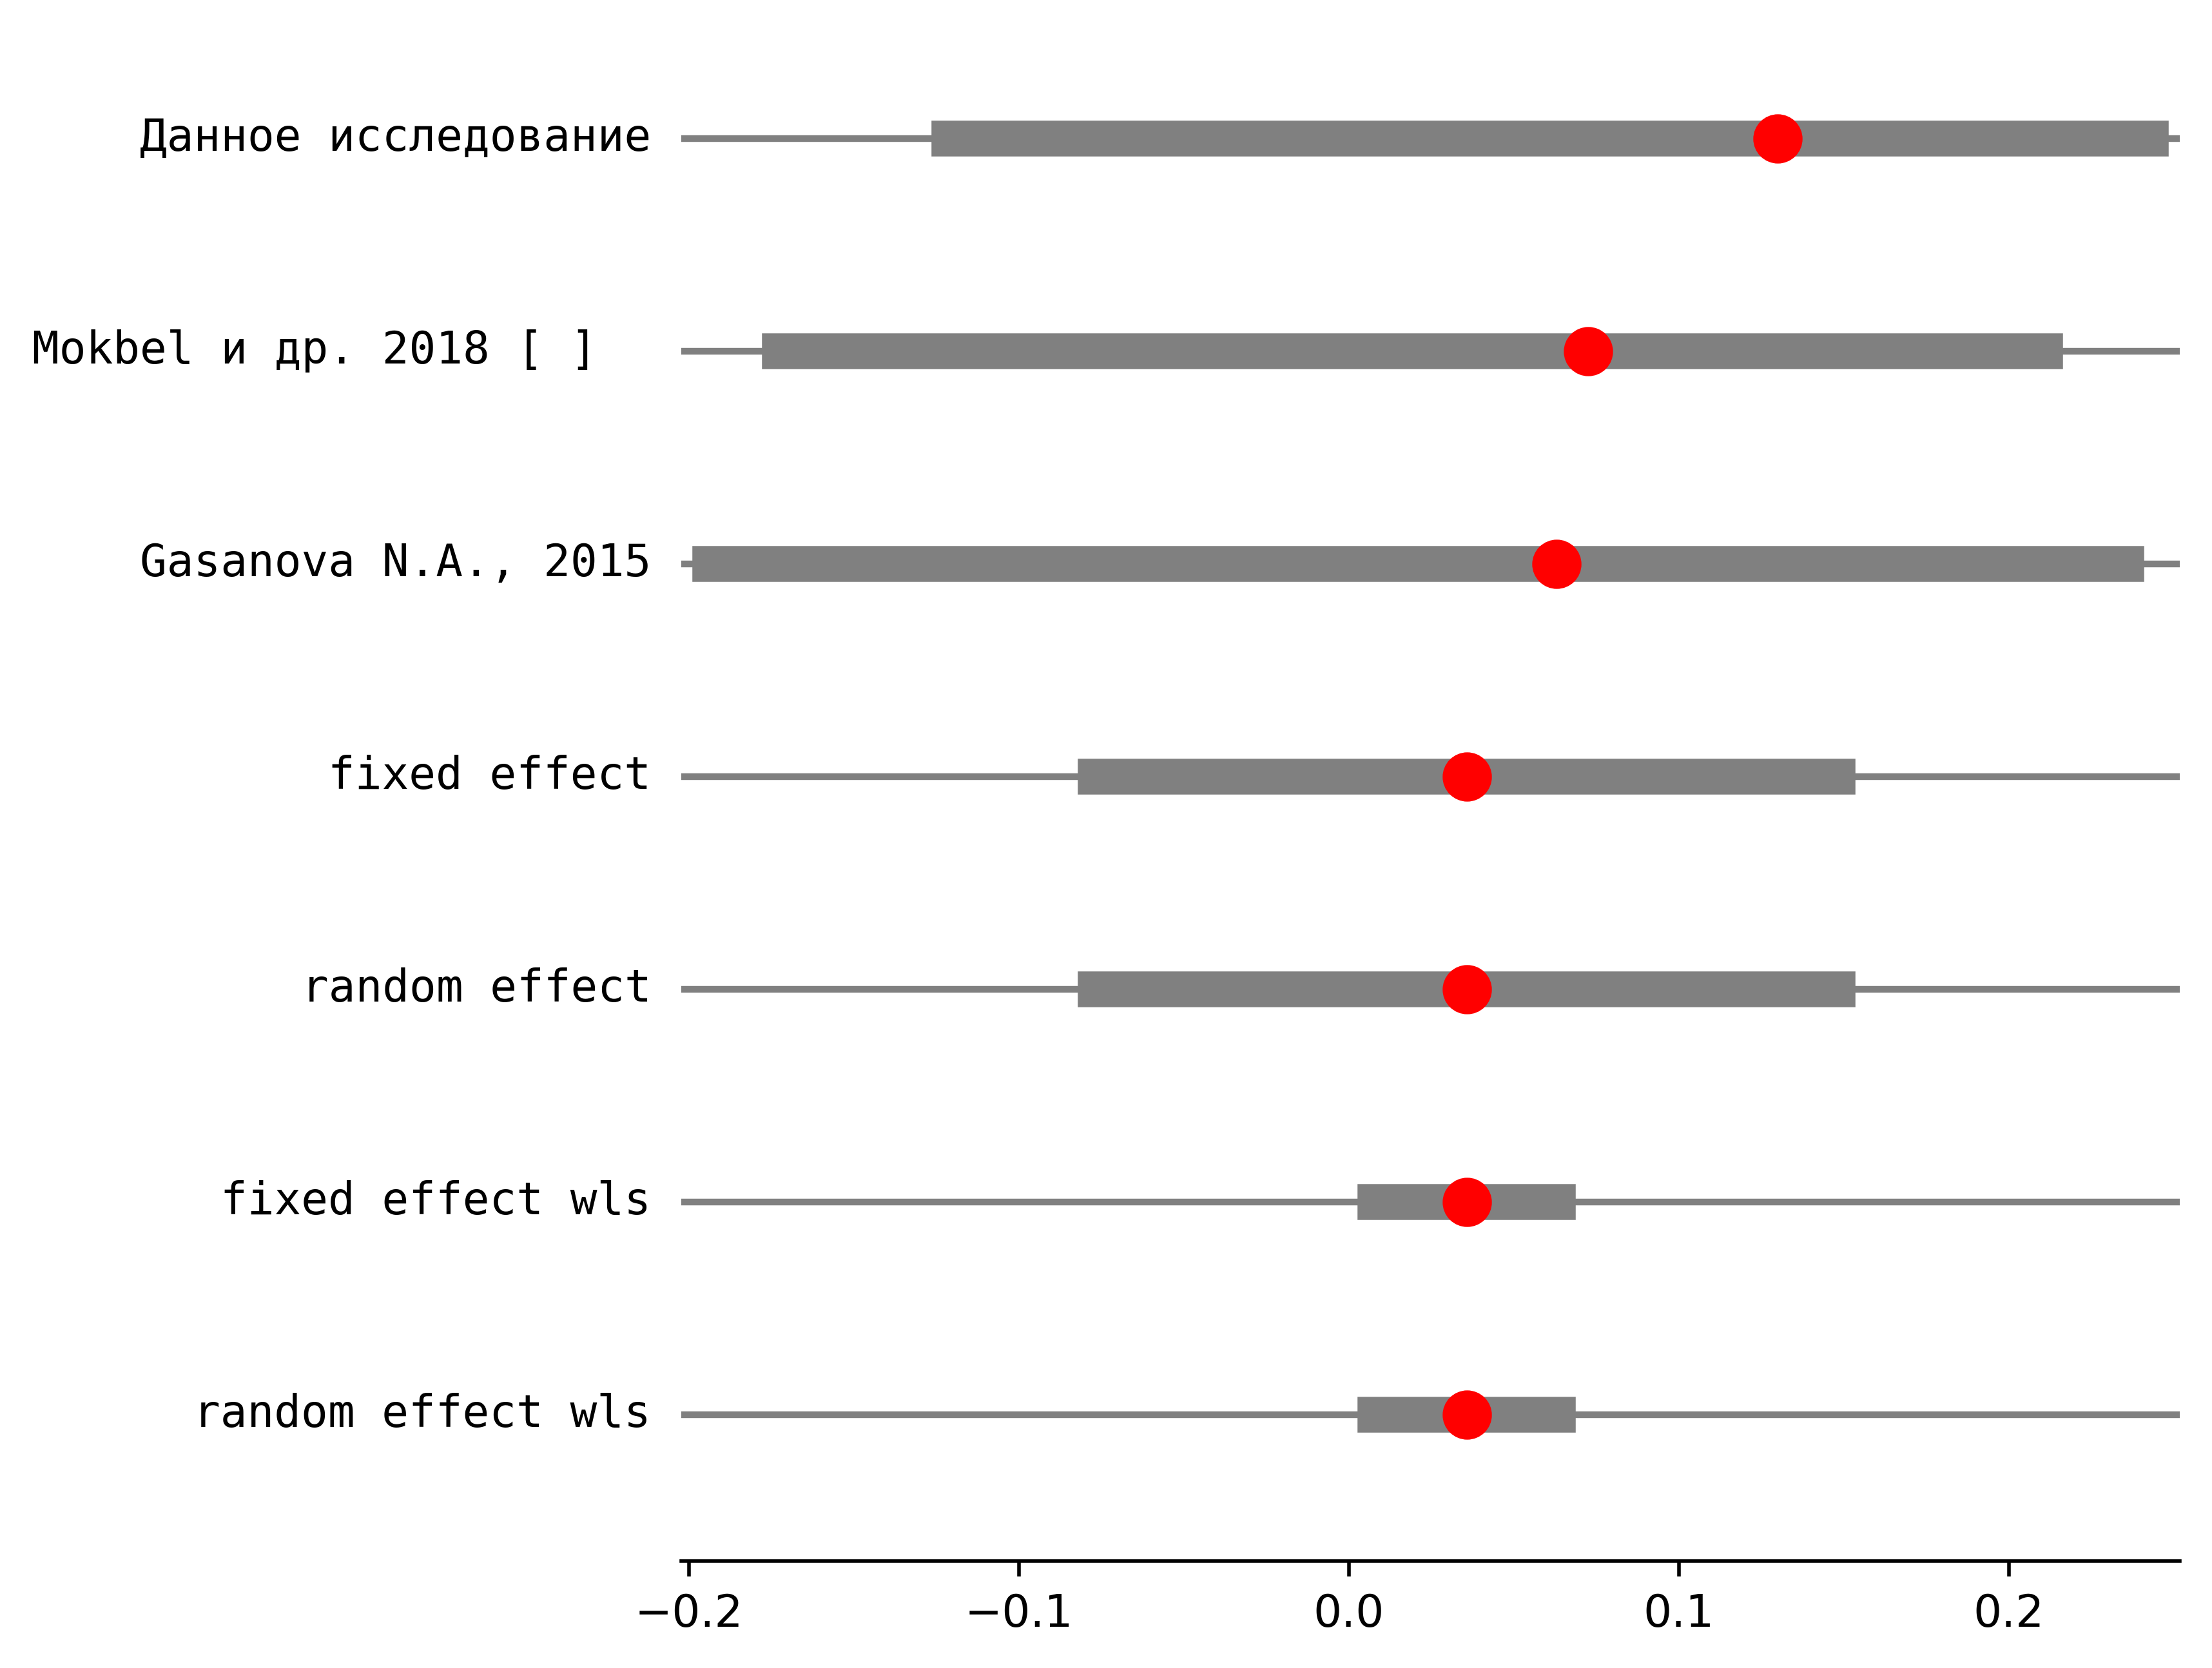 Данное исследование
Mokbel и др. 2018 [ ]
Gasanova N.A., 2015
fixed effect
random effect
fixed effect wls
random effect wls
−0.2 −0.1 0.0 0.1 0.2